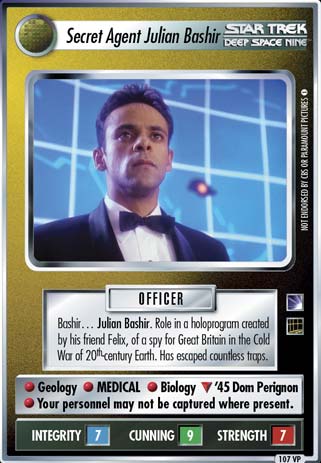 Secret Agent Julian Bashir
STAR TREK
DEEP SPACE NINE
NOT ENDORSED BY CBS OR PARAMOUNT PICTURES
OFFICER
Bashir... Julian Bashir. Role in a holoprogram created
by his friend Felix, of a spy for Great Britain in the Cold
War of 20th-century Earth. Has escaped countless traps.
• Geology • MEDICAL • Biology ▼ '45 Dom Perignon
• Your personnel may not be captured where present.
INTEGRITY 7 CUNNING 9 STRENGTH 7
107 VP